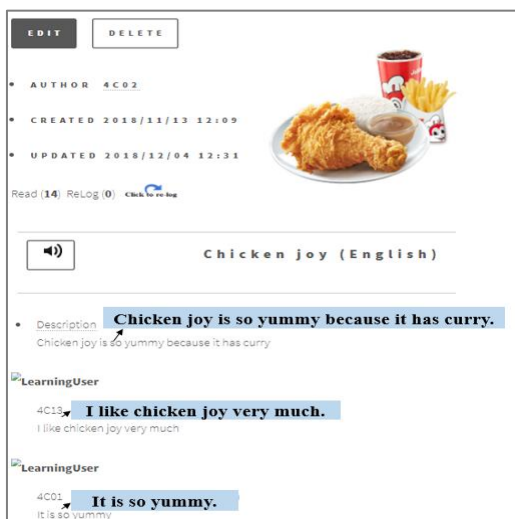 EDIT DELETE
• AUTHOR 4C02
• CREATED 2018/11/13 12:09
• UPDATED 2018/12/04 12:31
Read (14) ReLog (0) Click to re-log
Chicken joy (English)
• Description Chicken joy is so yummy because it has curry.
Chicken joy is so yummy because it has curry
LearningUser
4C13 I like chicken joy very much.
I like chicken joy very much
LearningUser
4C01 It is so yummy.
It is so yummy